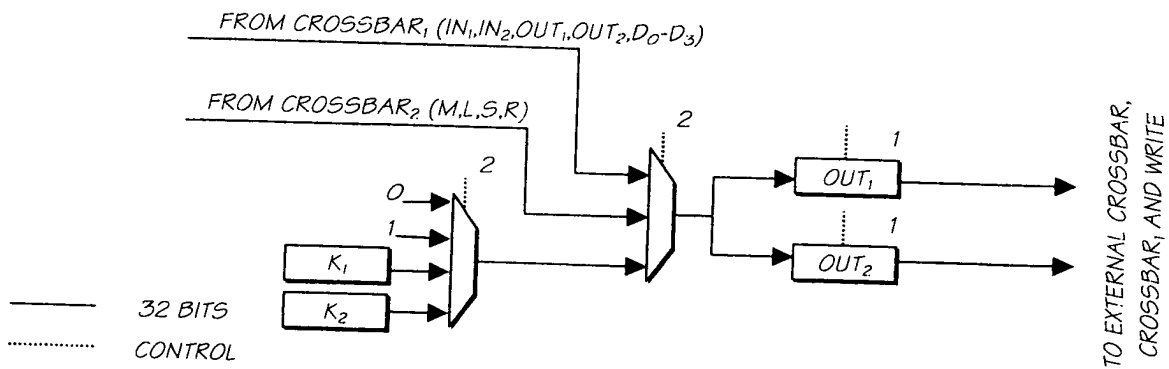 FROM CROSSBAR₁ (IN₁,IN₂,OUT₁,OUT₂,D₀-D₃)
FROM CROSSBAR₂ (M,L,S,R)
2
2
1
0
1
K₁
K₂
OUT₁
1
OUT₂
TO EXTERNAL CROSSBAR,
CROSSBAR, AND WRITE
32 BITS
CONTROL